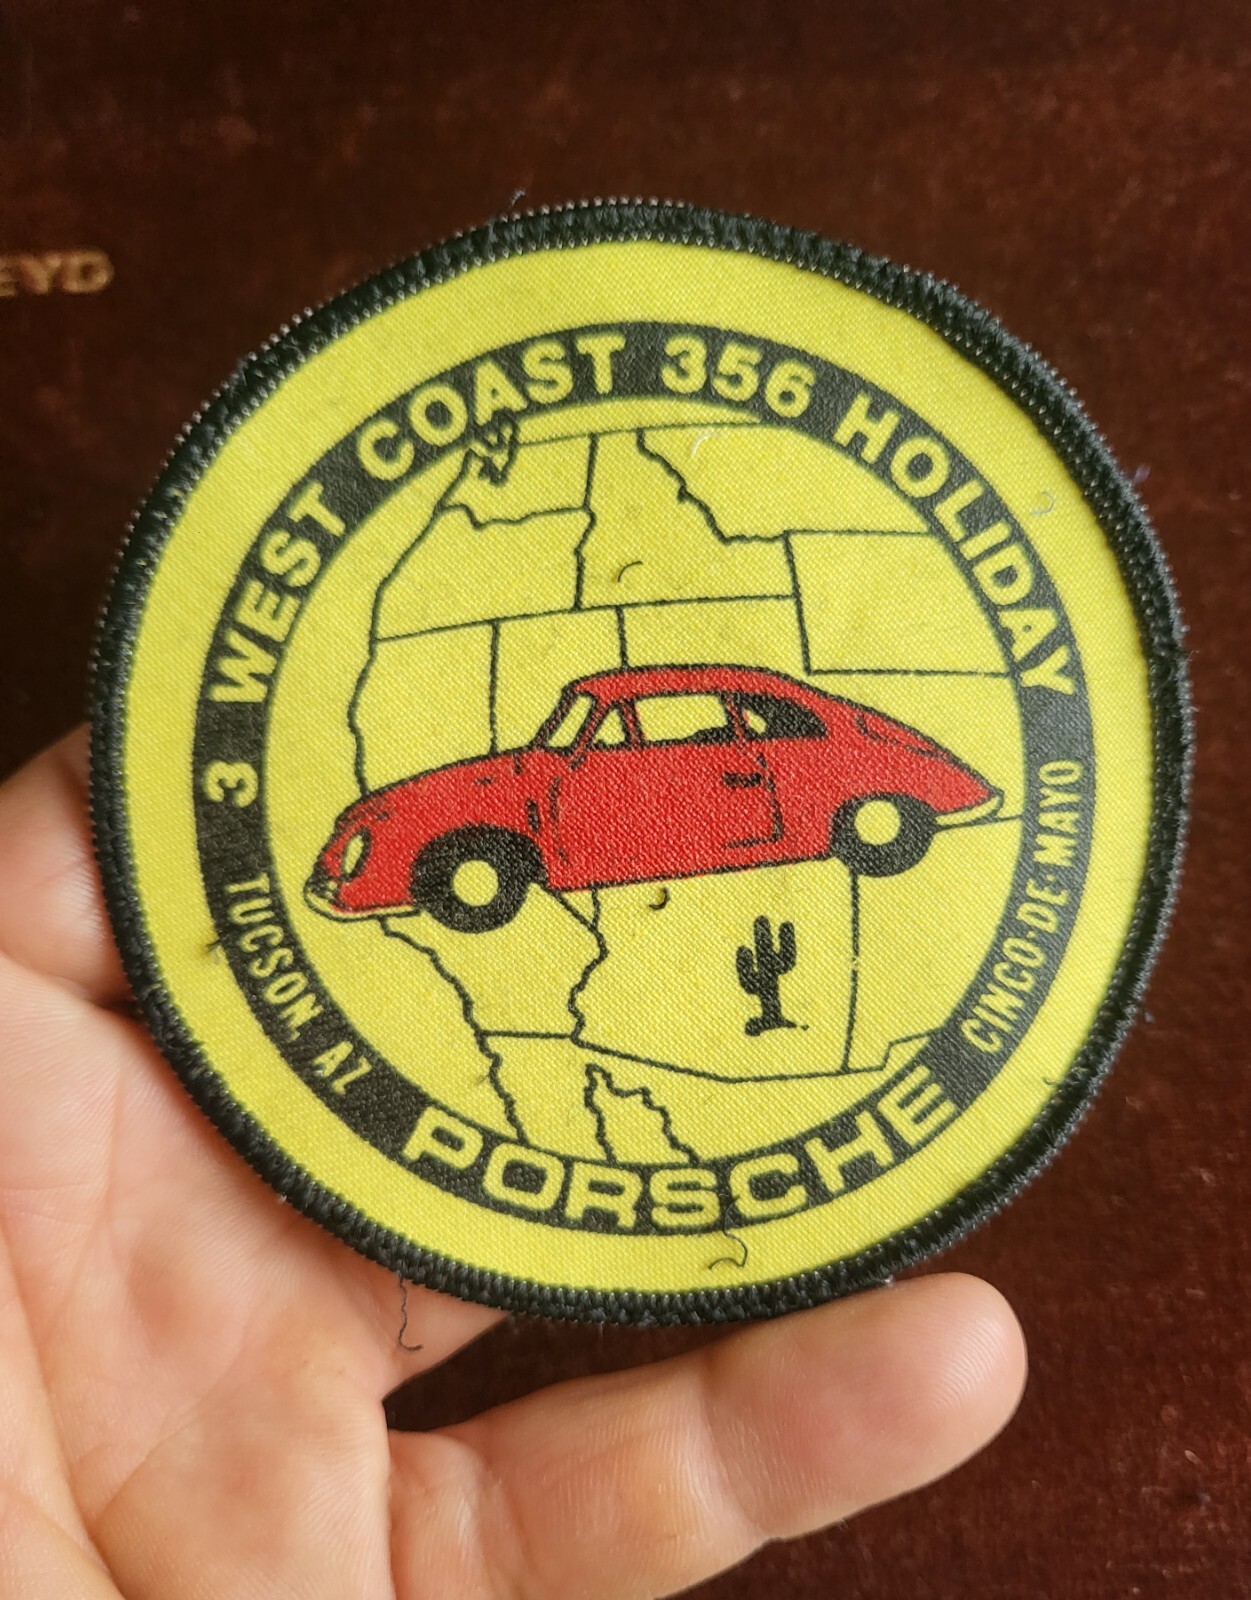 3 WEST COAST 356 HOLIDAY
TUCSON, AZ
CINCO·DE·MAYO
PORSCHE